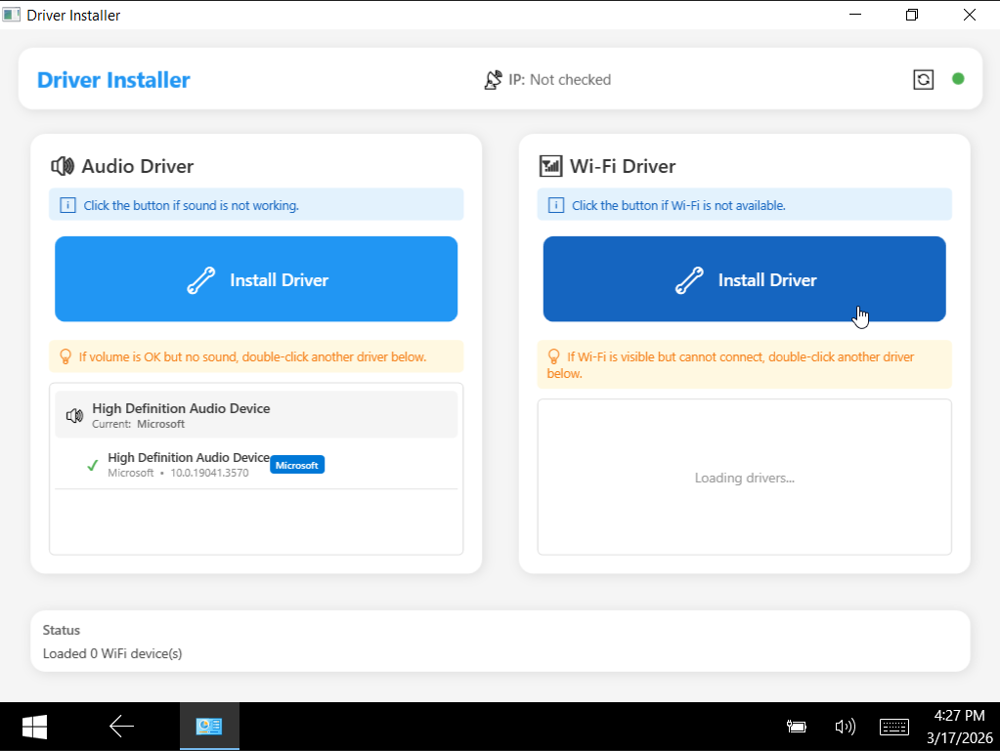 Driver Installer
Driver Installer
IP: Not checked
Audio Driver
Click the button if sound is not working.
Install Driver
If volume is OK but no sound, double-click another driver below.
High Definition Audio Device
Current: Microsoft
High Definition Audio Device
Microsoft
Microsoft • 10.0.19041.3570
Wi-Fi Driver
Click the button if Wi-Fi is not available.
Install Driver
If Wi-Fi is visible but cannot connect, double-click another driver
below.
Loading drivers...
Status
Loaded 0 WiFi device(s)
4:27 PM
3/17/2026